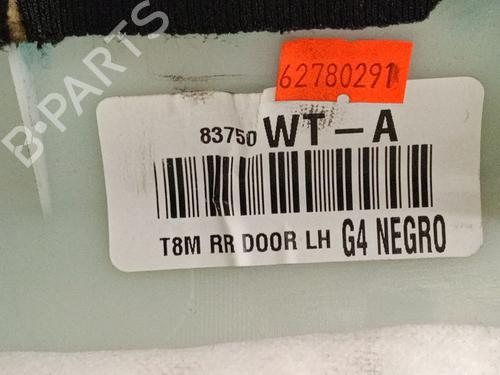 B-PARTS
62780291
83750 WT-A
T8M RR DOOR LH G4 NEGRO